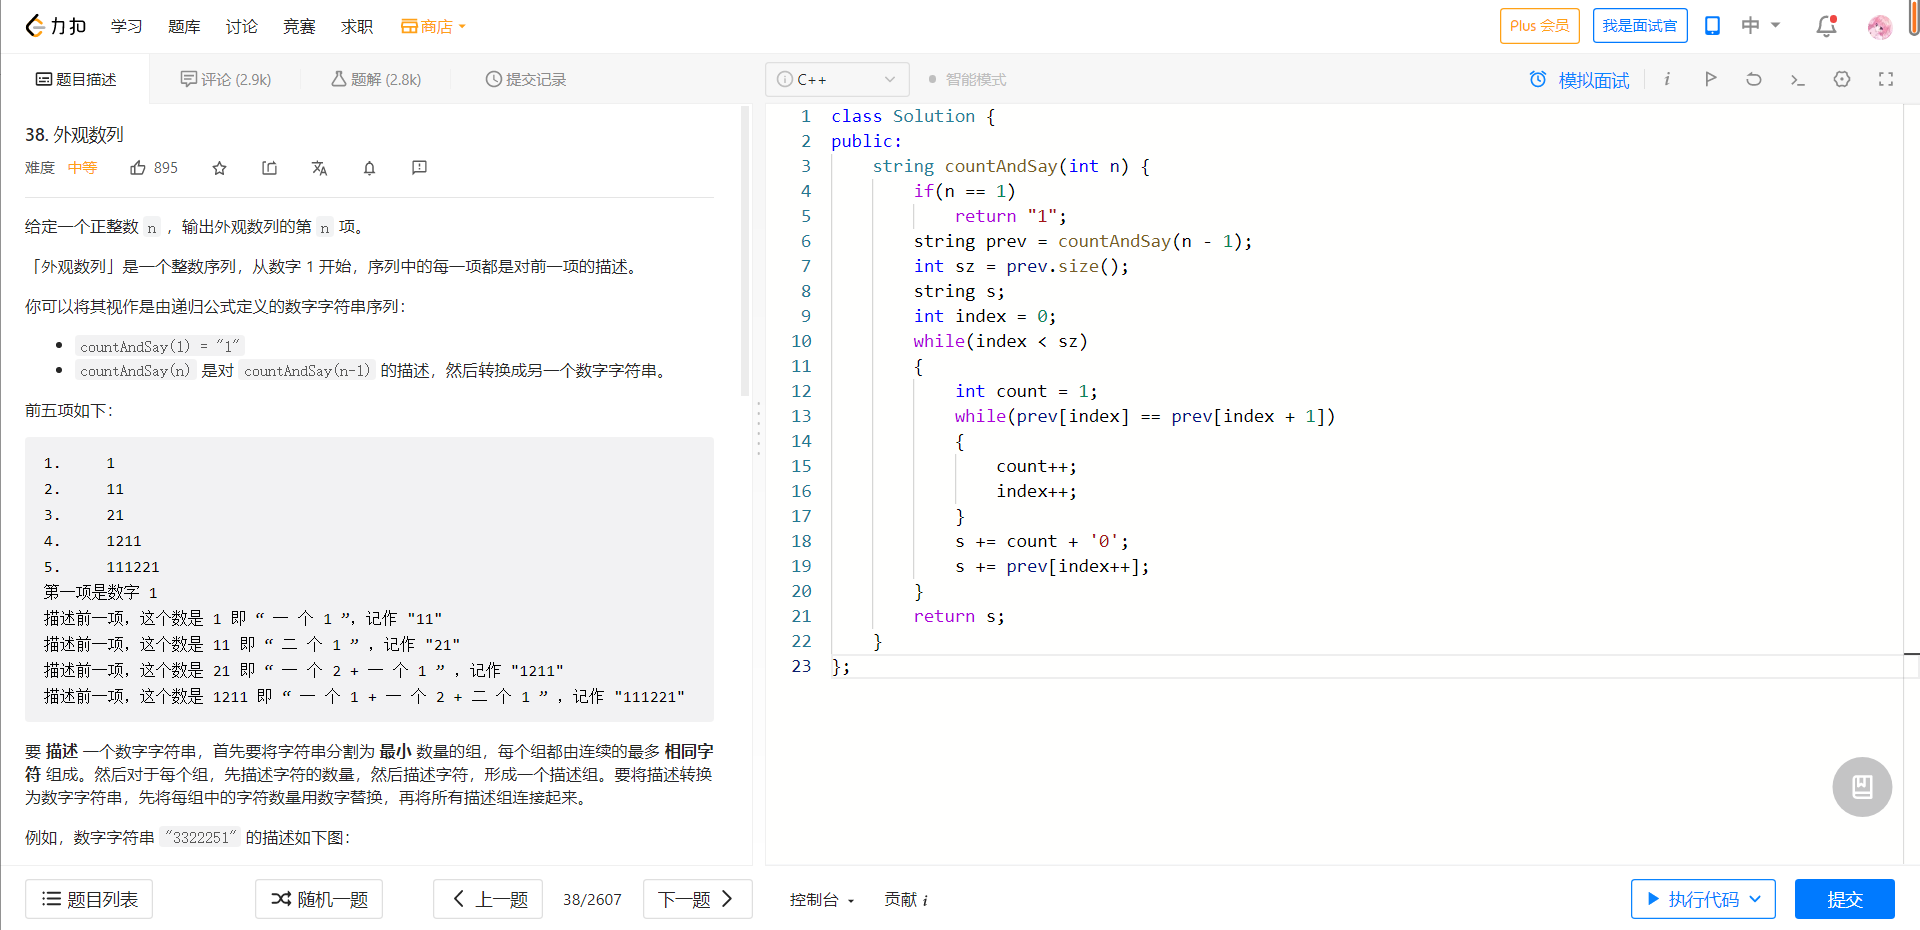 力扣 学习 题库 讨论 竞赛 求职 商店 Plus 会员 我是面试官 中
题目描述 评论 (2.9k) 题解 (2.8k) 提交记录
38. 外观数列
难度 中等 895
给定一个正整数 n ，输出外观数列的第 n 项。
「外观数列」是一个整数序列，从数字 1 开始，序列中的每一项都是对前一项的描述。
你可以将其视作是由递归公式定义的数字字符串序列：
• countAndSay(1) = "1"
• countAndSay(n) 是对 countAndSay(n-1) 的描述，然后转换成另一个数字字符串。
前五项如下：
1.     1
2.     11
3.     21
4.     1211
5.     111221
第一项是数字 1
描述前一项，这个数是 1 即 “ 一 个 1 ”，记作 "11"
描述前一项，这个数是 11 即 “ 二 个 1 ” ，记作 "21"
描述前一项，这个数是 21 即 “ 一 个 2 + 一 个 1 ” ，记作 "1211"
描述前一项，这个数是 1211 即 “ 一 个 1 + 一 个 2 + 二 个 1 ” ，记作 "111221"
要 描述 一个数字字符串，首先要将字符串分割为 最小 数量的组，每个组都由连续的最多 相同字
符 组成。然后对于每个组，先描述字符的数量，然后描述字符，形成一个描述组。要将描述转换
为数字字符串，先将每组中的字符数量用数字替换，再将所有描述组连接起来。
例如，数字字符串 "3322251" 的描述如下图：
题目列表 随机一题 上一题 38/2607 下一题
C++ 智能模式 模拟面试
1 class Solution {
2 public:
3     string countAndSay(int n) {
4         if(n == 1)
5             return "1";
6         string prev = countAndSay(n - 1);
7         int sz = prev.size();
8         string s;
9         int index = 0;
10         while(index < sz)
11         {
12             int count = 1;
13             while(prev[index] == prev[index + 1])
14             {
15                 count++;
16                 index++;
17             }
18             s += count + '0';
19             s += prev[index++];
20         }
21         return s;
22     }
23 };
控制台 贡献 i 执行代码 提交